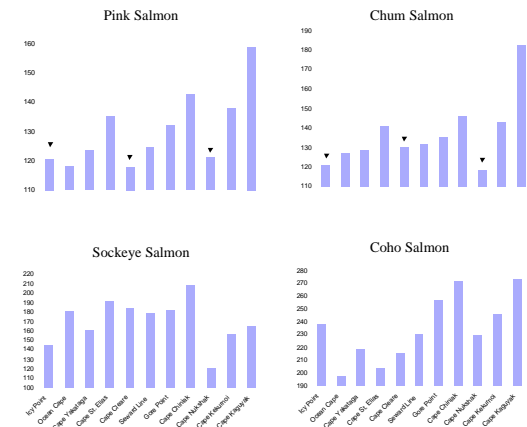 Pink Salmon
160
150
140
130
120
110
Chum Salmon
190
180
170
160
150
140
130
120
110
Sockeye Salmon
220
210
200
190
180
170
160
150
140
130
120
110
100
Icy Point
Ocean Cape
Cape Yakataga
Cape St. Elias
Cape Cleare
Seward Line
Gore Point
Cape Chiniak
Cape Nukshak
Cape Kekurnoi
Cape Kaguyak
Coho Salmon
280
270
260
250
240
230
220
210
200
190
Icy Point
Ocean Cape
Cape Yakataga
Cape St. Elias
Cape Cleare
Seward Line
Gore Point
Cape Chiniak
Cape Nukshak
Cape Kekurnoi
Cape Kaguyak